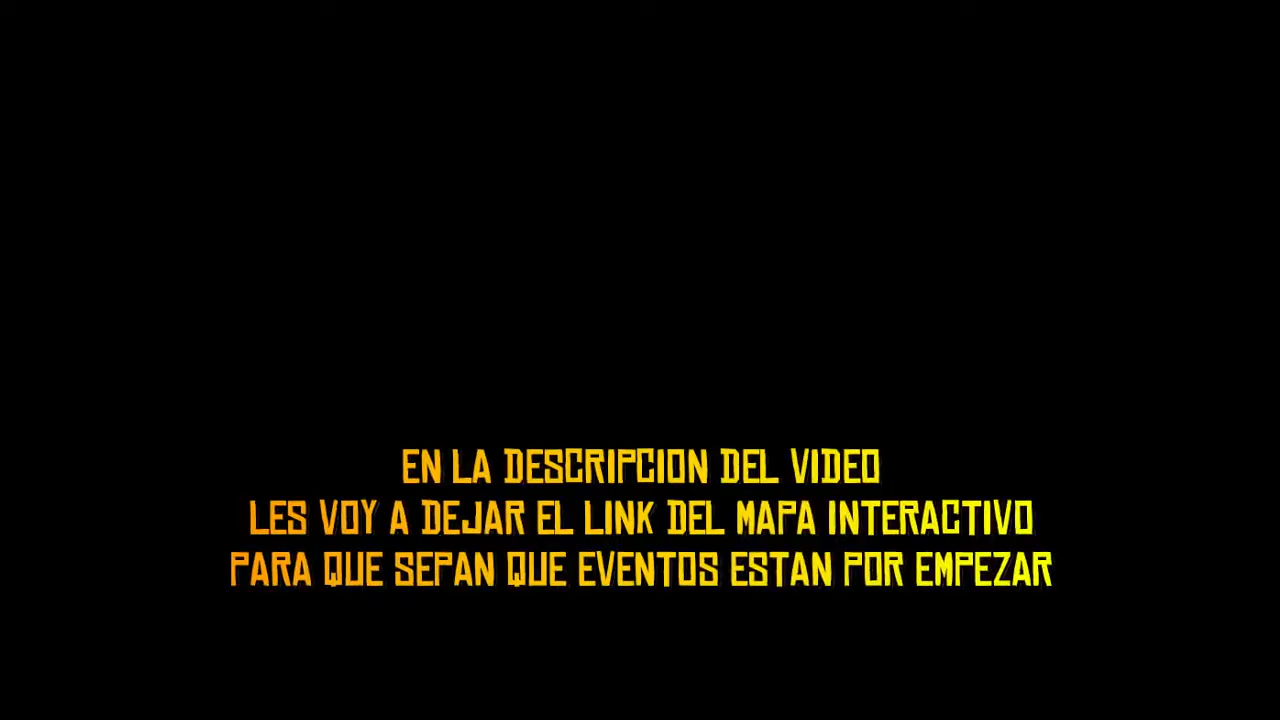 EN LA DESCRIPCION DEL VIDEO
LES VOY A DEJAR EL LINK DEL MAPA INTERACTIVO
PARA QUE SEPAN QUE EVENTOS ESTAN POR EMPEZAR